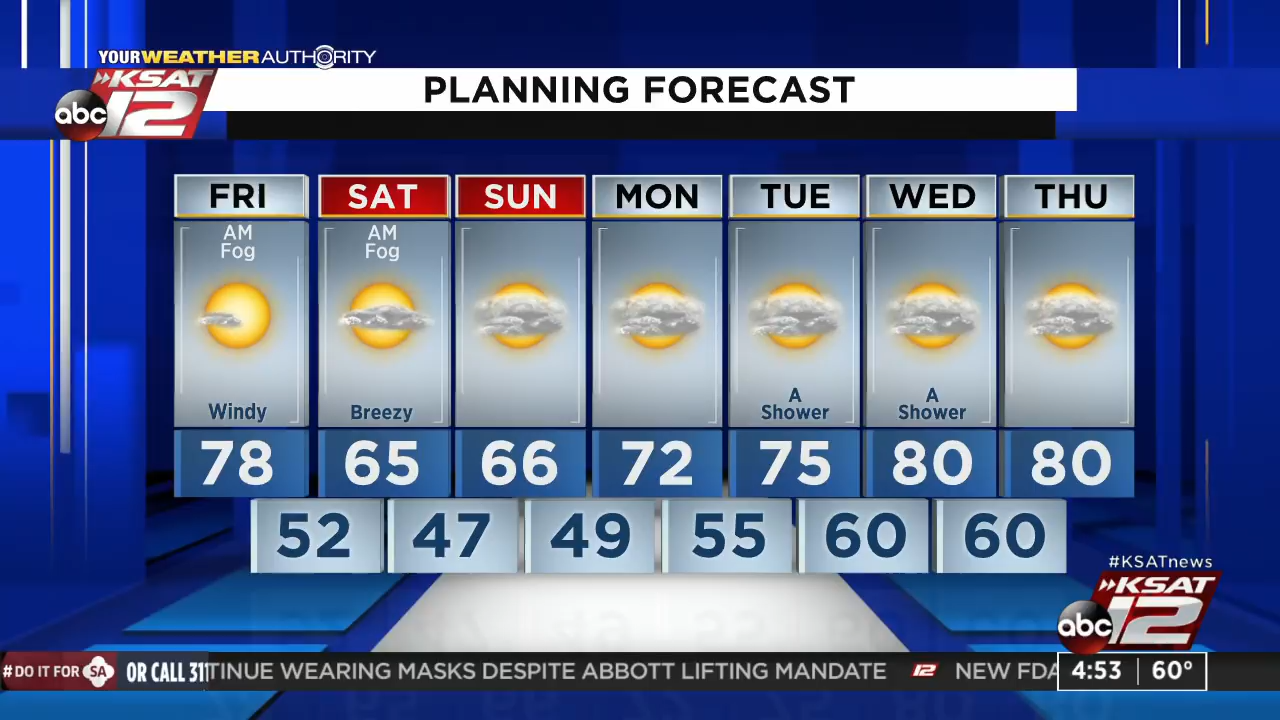 YOUR WEATHER AUTHORITY
KSAT
abc 12
PLANNING FORECAST
FRI SAT SUN MON TUE WED THU
AM Fog AM Fog
Windy Breezy A Shower A Shower
78 65 66 72 75 80 80
52 47 49 55 60 60
#KSATnews
KSAT
abc 12
#DO IT FOR SA OR CALL 311 TINUE WEARING MASKS DESPITE ABBOTT LIFTING MANDATE 12 NEW FDA 4:53 60°